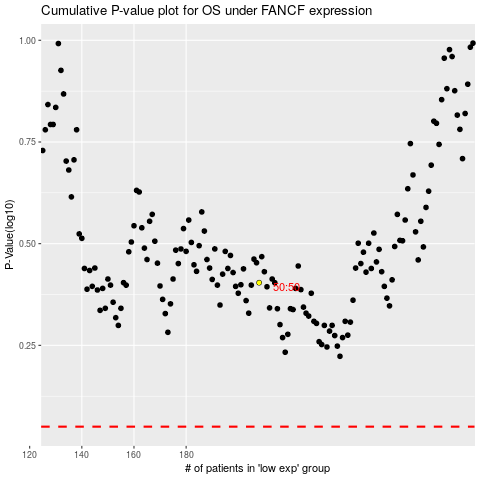 Cumulative P-value plot for OS under FANCF expression
P-Value(log10)
1.00
0.75
0.50
0.25
50:50
120 140 160 180
# of patients in 'low exp' group